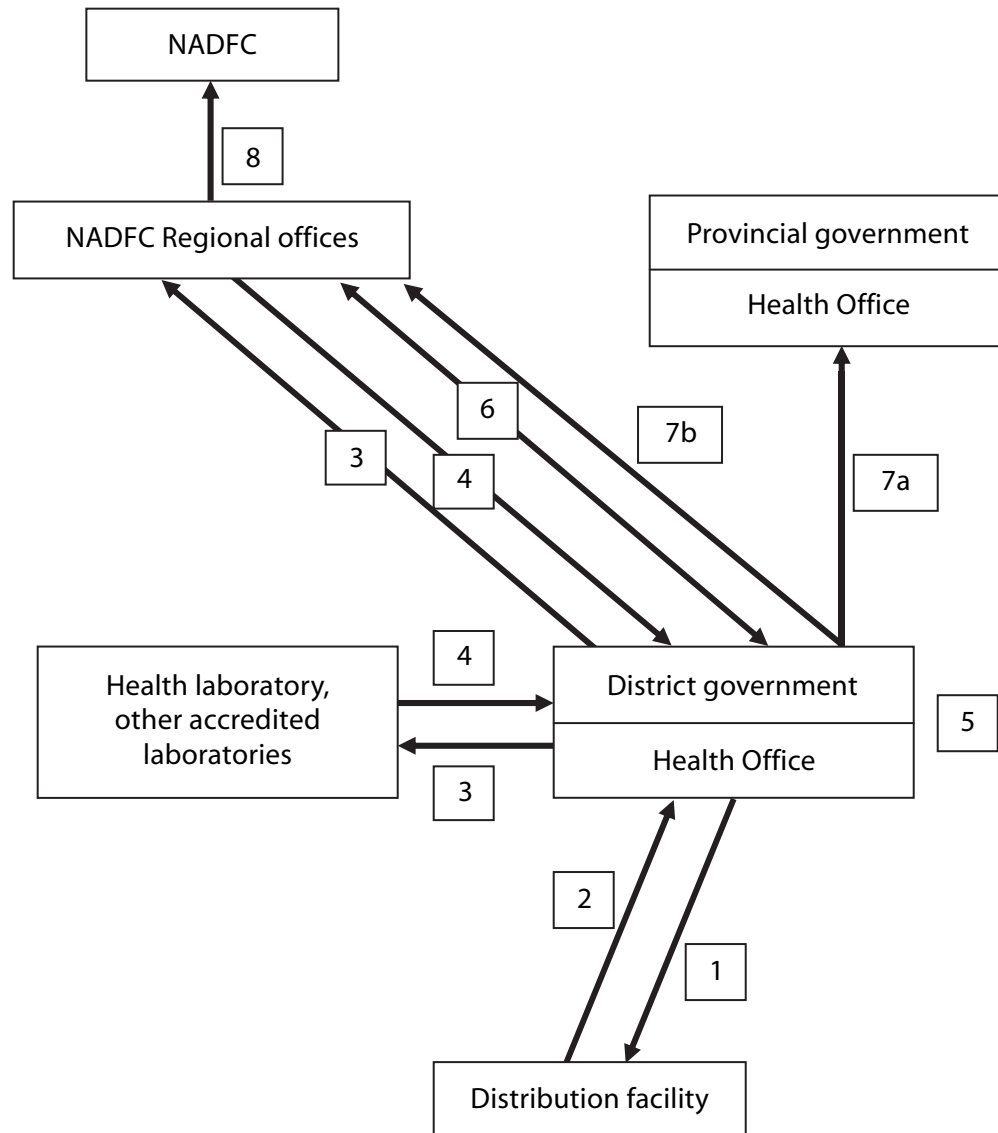 NADFC
8
NADFC Regional offices
Provincial government
Health Office
6
7b
3
4
7a
4
Health laboratory,
other accredited
laboratories
District government
Health Office
5
3
2
1
Distribution facility